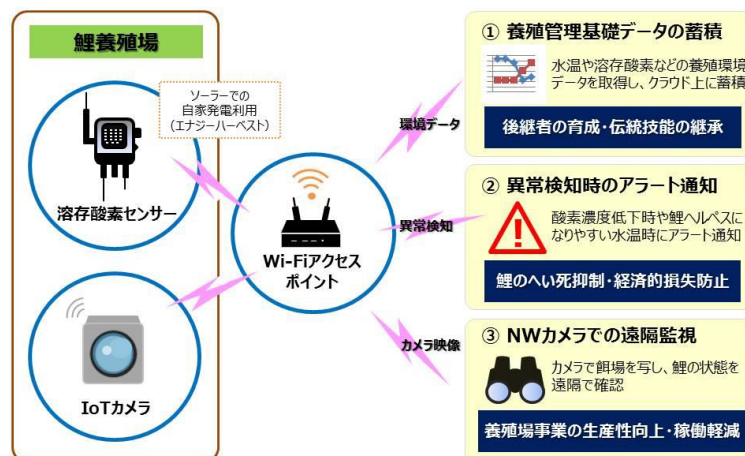 鯉養殖場
ソーラーでの
自家発電利用
(エナジーハーベスト)
溶存酸素センサー
IoTカメラ
Wi-Fiアクセス
ポイント
環境データ
異常検知
カメラ映像
① 養殖管理基礎データの蓄積
水温や溶存酸素などの養殖環境
データを取得し、クラウド上に蓄積
後継者の育成・伝統技能の継承
② 異常検知時のアラート通知
酸素濃度低下時や鯉ヘルペスに
なりやすい水温時にアラート通知
鯉のへい死抑制・経済的損失防止
③ NWカメラでの遠隔監視
カメラで餌場を写し、鯉の状態を
遠隔で確認
養殖場事業の生産性向上・稼働軽減